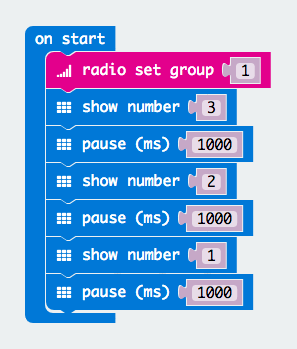 on start
radio set group 1
show number 3
pause (ms) 1000
show number 2
pause (ms) 1000
show number 1
pause (ms) 1000